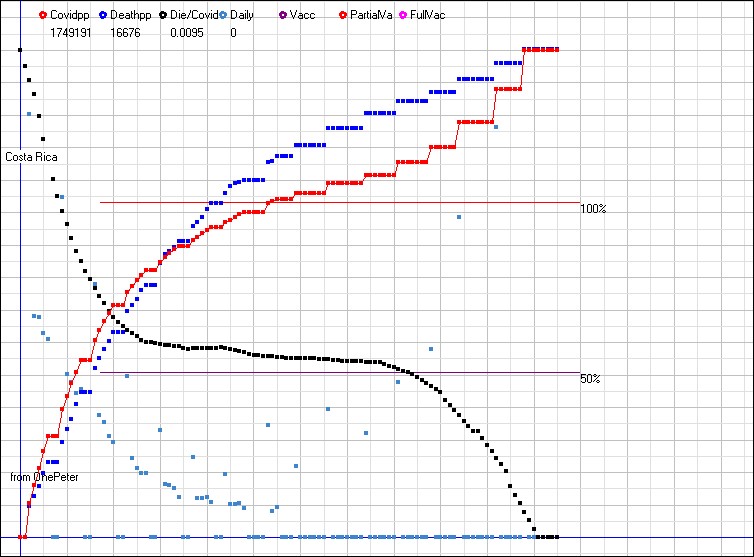 Covidpp Deathpp Die/Covid Daily Vacc PartialVa FullVac
1749191 16676 0.0095 0
Costa Rica
100%
50%
from OnePeter